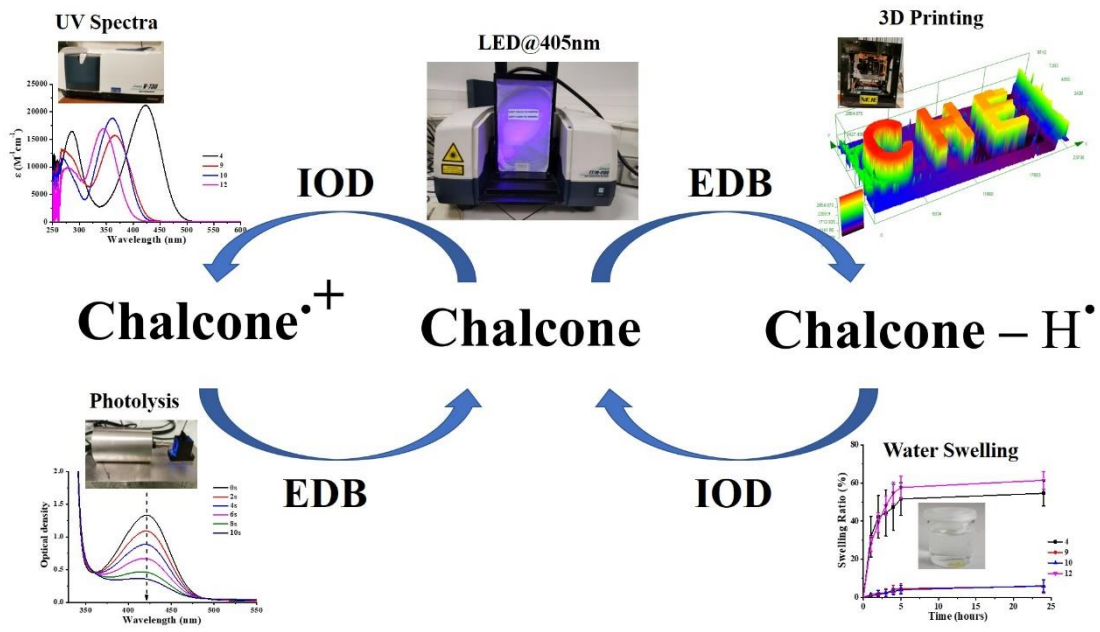 UV Spectra
LED@405nm
3D Printing
V-730
NEJE
25000
20000
15000
10000
5000
0
ε (M⁻¹cm⁻¹)
4
9
10
12
250 300 350 400 450 500 550 600
Wavelength (nm)
IOD
EDB
CHE
Chalcone•+
Chalcone
Chalcone – H•
Photolysis
Water Swelling
2.0
1.5
1.0
0.5
0.0
Optical density
0s
2s
4s
6s
8s
10s
350 400 450 500 550
Wavelength (nm)
EDB
IOD
80
60
40
20
0
Swelling Ratio (%)
4
9
10
12
0 5 10 15 20 25
Time (hours)